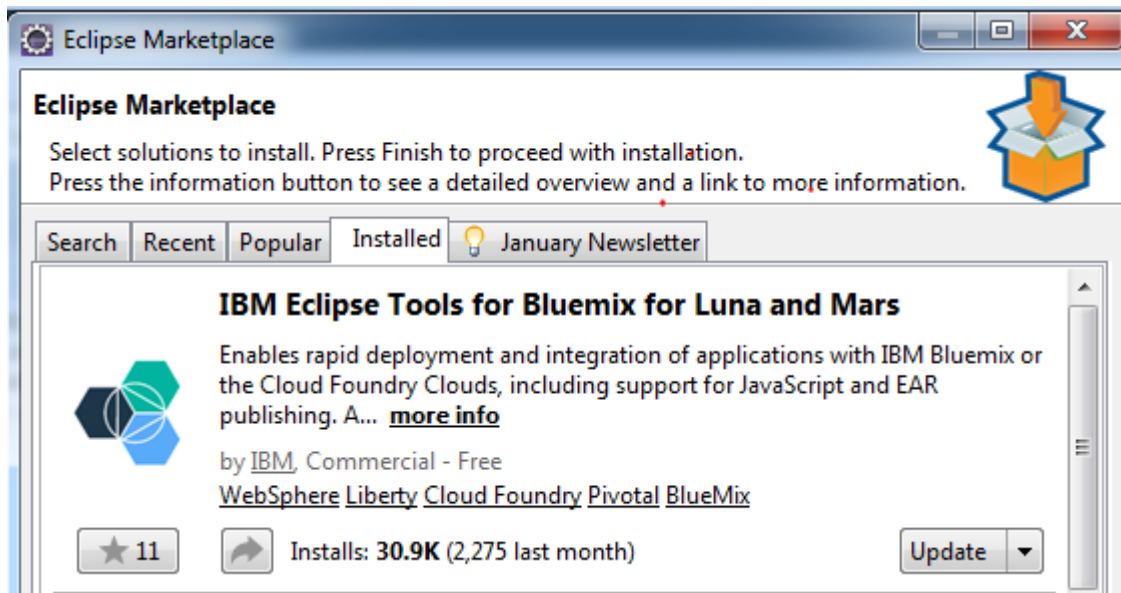 Eclipse Marketplace
Eclipse Marketplace
Select solutions to install. Press Finish to proceed with installation.
Press the information button to see a detailed overview and a link to more information.
Search Recent Popular Installed January Newsletter
IBM Eclipse Tools for Bluemix for Luna and Mars
Enables rapid deployment and integration of applications with IBM Bluemix or
the Cloud Foundry Clouds, including support for JavaScript and EAR
publishing. A... more info
by IBM, Commercial - Free
WebSphere Liberty Cloud Foundry Pivotal BlueMix
11 Installs: 30.9K (2,275 last month) Update